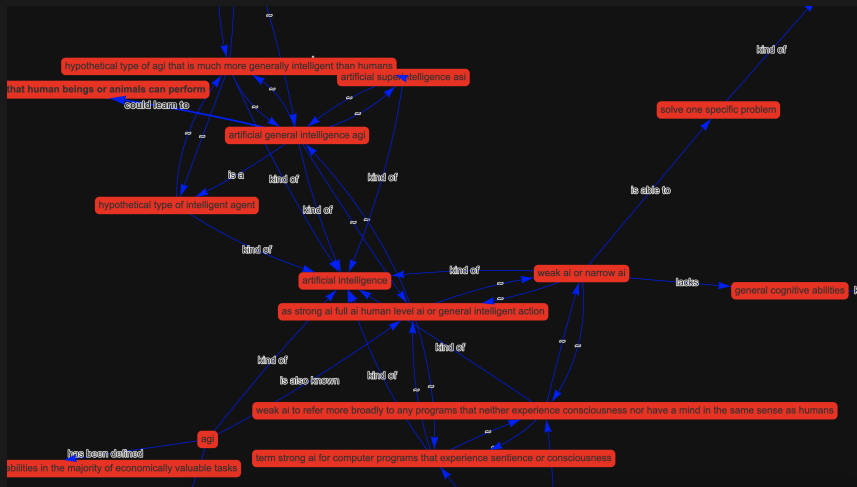 kind of
hypothetical type of agi that is much more generally intelligent than humans
artificial superintelligence asi
~
~
~
~
~
that human beings or animals can perform
could learn to
solve one specific problem
artificial general intelligence agi
~
~
is a
kind of
kind of
is able to
hypothetical type of intelligent agent
kind of
~
~
kind of
kind of
weak ai or narrow ai
artificial intelligence
lacks
~
general cognitive abilities
~
as strong ai full ai human level ai or general intelligent action
~
~
kind of
kind of
kind of
is also known
~
~
weak ai to refer more broadly to any programs that neither experience consciousness nor have a mind in the same sense as humans
~
agi
~
has been defined
term strong ai for computer programs that experience sentience or consciousness
abilities in the majority of economically valuable tasks